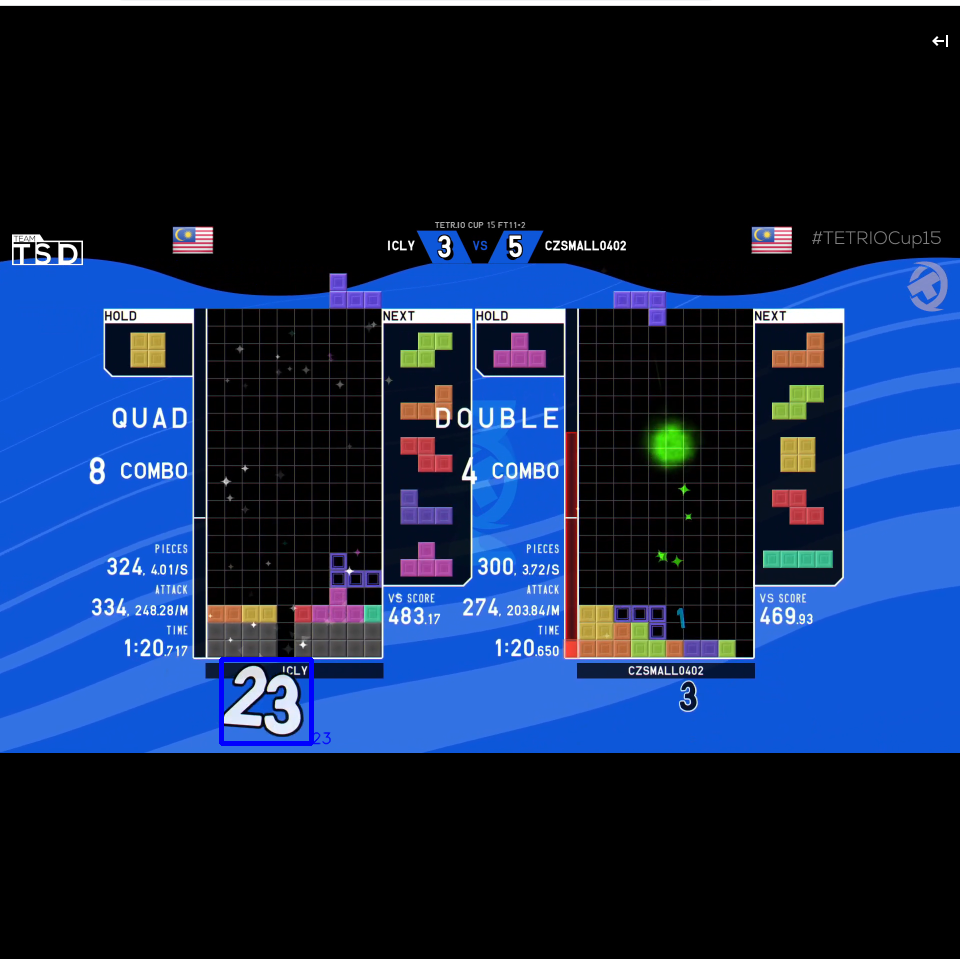 TETR.IO CUP 15 FT11•2
TEAM
TSD
ICLY 3 VS 5 CZSMALL0402
#TETRIOCup15
HOLD
NEXT
HOLD
NEXT
QUAD
8 COMBO
DOUBLE
4 COMBO
PIECES
324, 4.01/S
ATTACK
334, 248.28/M
TIME
1:20.717
VS SCORE
483.17
PIECES
300, 3.72/S
ATTACK
274, 203.84/M
TIME
1:20.650
VS SCORE
469.93
1
ICLY
CZSMALL0402
23
23
3